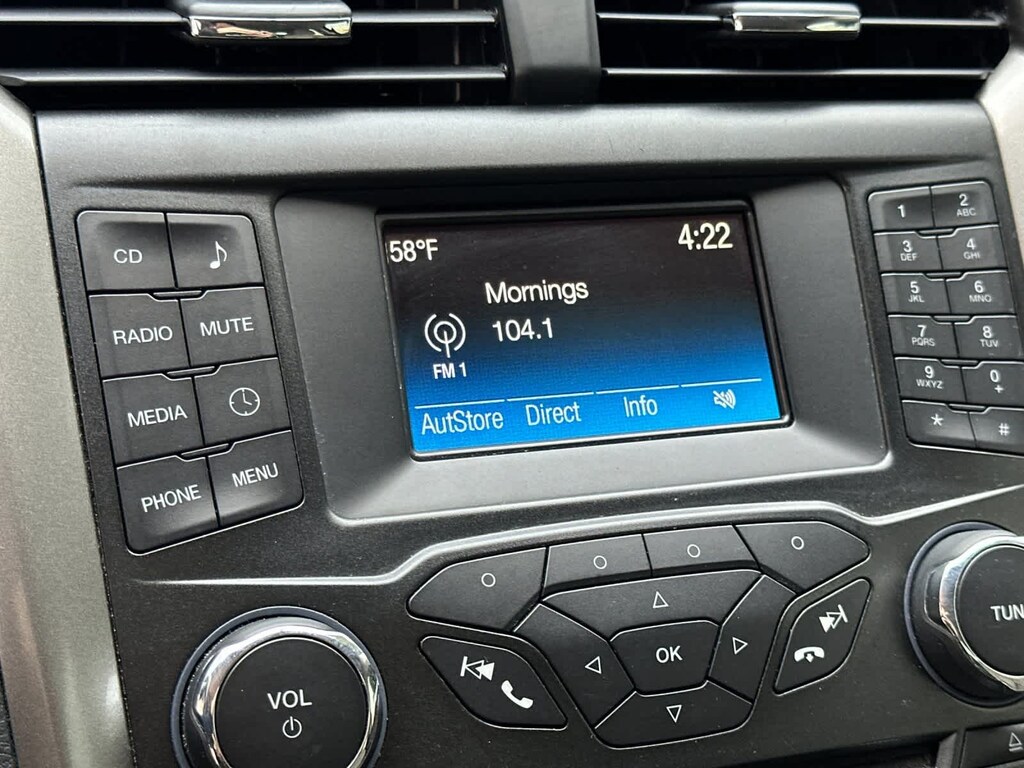 58°F
4:22
Mornings
104.1
FM 1
AutStore Direct Info
CD
RADIO MUTE
MEDIA
PHONE MENU
1 2 ABC
3 DEF 4 GHI
5 JKL 6 MNO
7 PQRS 8 TUV
9 WXYZ 0 +
* #
OK
VOL
TUN